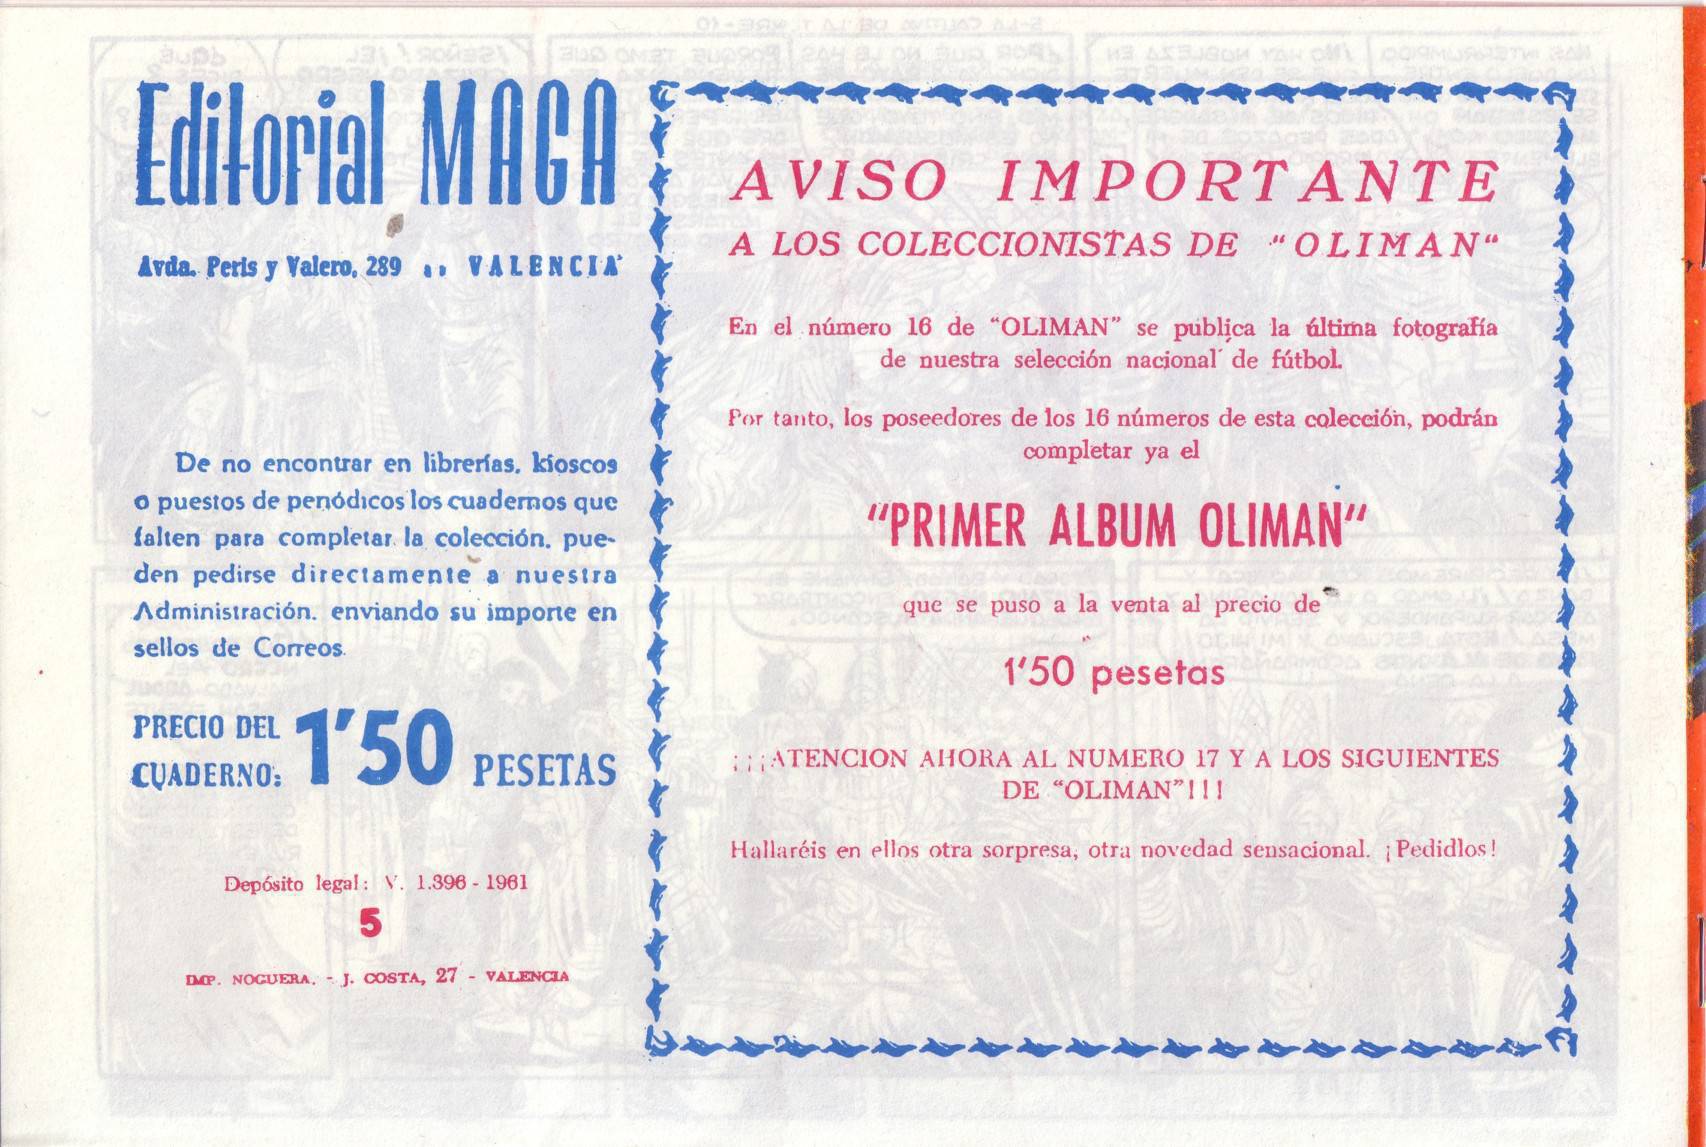 Editorial MAGA
Avda. Peris y Valero, 289 .. VALENCIA
De no encontrar en librerías, kioscos
o puestos de periódicos los cuadernos que
falten para completar la colección, pue-
den pedirse directamente a nuestra
Administración, enviando su importe en
sellos de Correos.
PRECIO DEL
CUADERNO: 1'50 PESETAS
Depósito legal: V. 1.396 - 1961
5
IMP. NOGUERA. - J. COSTA, 27 - VALENCIA
AVISO IMPORTANTE
A LOS COLECCIONISTAS DE "OLIMAN"
En el número 16 de "OLIMAN" se publica la última fotografía
de nuestra selección nacional de fútbol.
Por tanto, los poseedores de los 16 números de esta colección, podrán
completar ya el
"PRIMER ALBUM OLIMAN"
que se puso a la venta al precio de
1'50 pesetas
¡¡¡ATENCION AHORA AL NUMERO 17 Y A LOS SIGUIENTES
DE "OLIMAN"!!!
Hallaréis en ellos otra sorpresa, otra novedad sensacional. ¡Pedidlos!